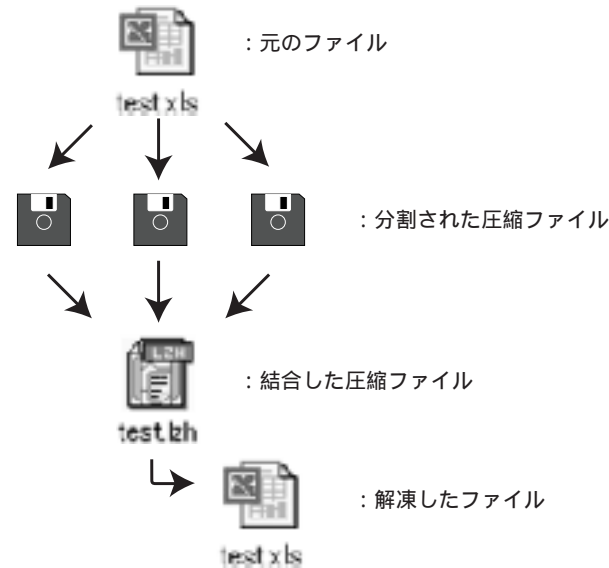 ：元のファイル
test.xls
：分割された圧縮ファイル
LZH
：結合した圧縮ファイル
test.lzh
：解凍したファイル
test.xls